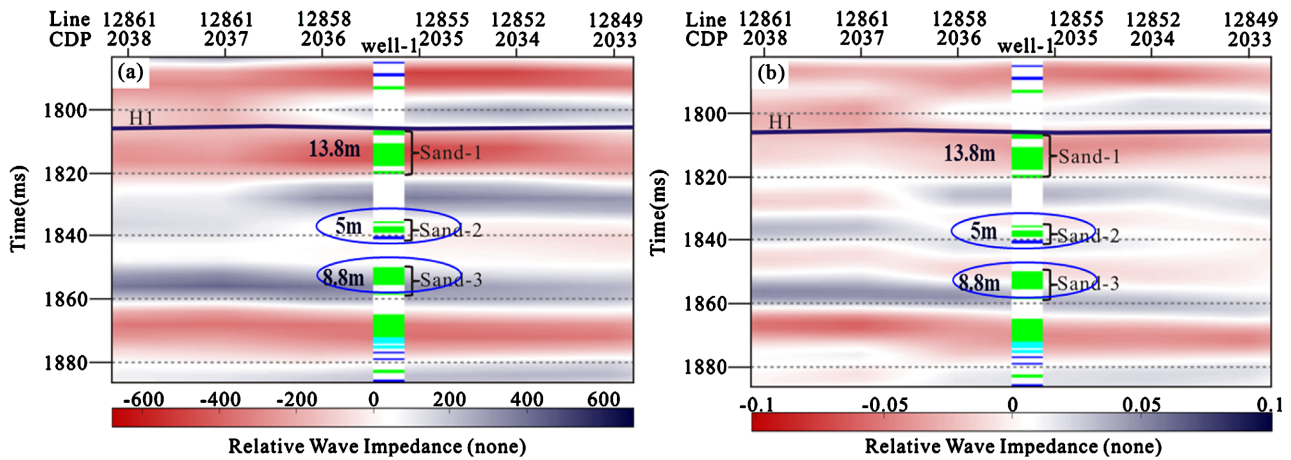 Line 12861 12861 12858 12855 12852 12849
CDP 2038 2037 2036 2035 2034 2033
well-1
(a)
1800
H1
13.8m
Sand-1
1820
5m
Sand-2
1840
8.8m
Sand-3
1860
1880
Time(ms)
-600 -400 -200 0 200 400 600
Relative Wave Impedance (none)
Line 12861 12861 12858 12855 12852 12849
CDP 2038 2037 2036 2035 2034 2033
well-1
(b)
1800
H1
13.8m
Sand-1
1820
5m
Sand-2
1840
8.8m
Sand-3
1860
1880
Time(ms)
-0.1 -0.05 0 0.05 0.1
Relative Wave Impedance (none)